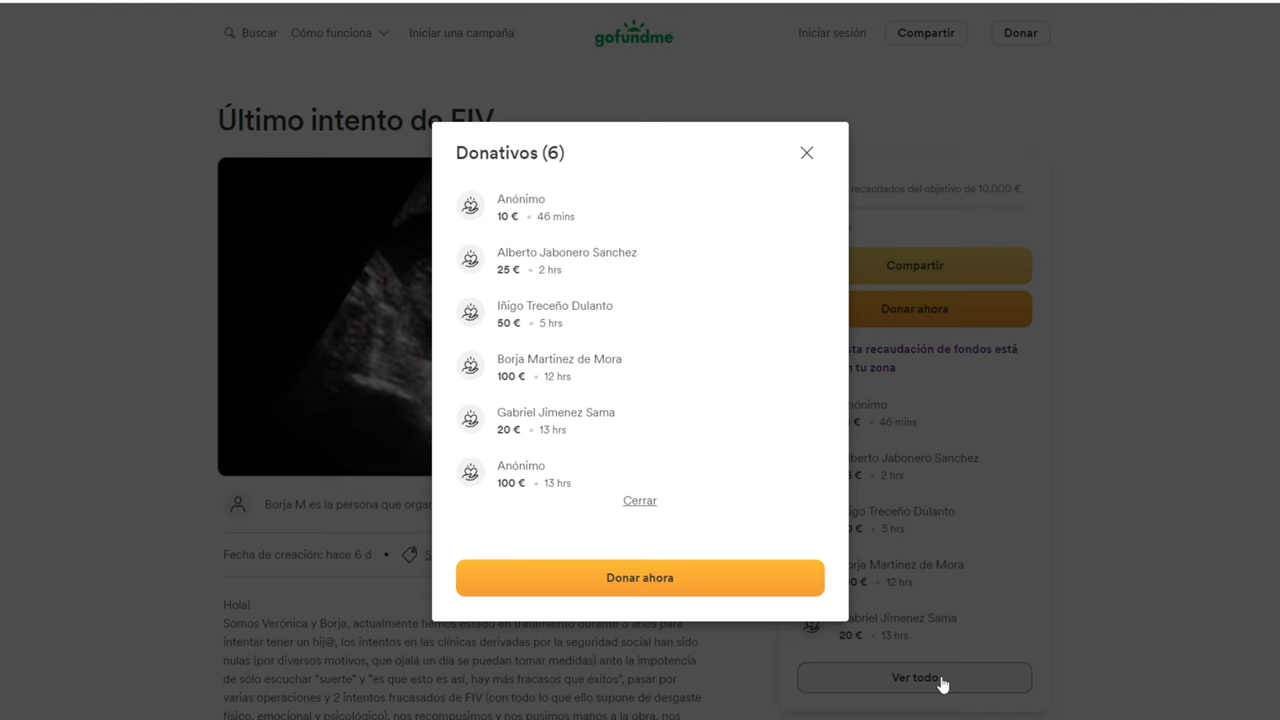 Buscar
Cómo funciona
Iniciar una campaña
gofundme
Iniciar sesión
Compartir
Donar
Último intento de FIV
Donativos (6)
Anónimo
10 € • 46 mins
Alberto Jabonero Sanchez
25 € • 2 hrs
Iñigo Treceño Dulanto
50 € • 5 hrs
Borja Martinez de Mora
100 € • 12 hrs
Gabriel Jimenez Sama
20 € • 13 hrs
Anónimo
100 € • 13 hrs
Cerrar
Donar ahora
recaudados del objetivo de 10.000 €
Compartir
Donar ahora
recaudación de fondos está
tu zona
€ • 46 mins
Sanchez
€ • 2 hrs
Treceño Dulanto
€ • 5 hrs
Martinez de Mora
€ • 12 hrs
Jimenez Sama
20 € • 13 hrs
Ver todo
Borja M es la persona que
Fecha de creación: hace 6 d •
Hola!
Somos Verónica y Borja, actualmente hemos estado en tratamiento durante 3 años para
intentar tener un hij@, los intentos en las clínicas derivadas por la seguridad social han sido
nulas (por diversos motivos, que ojalá un día se puedan tomar medidas) ante la impotencia
de sólo escuchar "suerte" y "es que esto es así, hay más fracasos que éxitos", pasar por
varias operaciones y 2 intentos fracasados de FIV (con todo lo que ello supone de desgaste
físico, emocional y psicológico), nos recompusimos y nos pusimos manos a la obra, nos